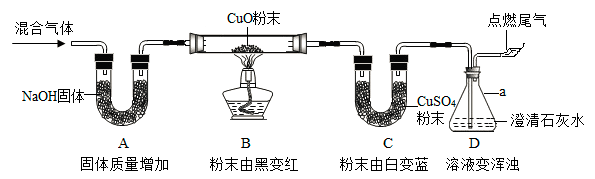 混合气体
CuO粉末
点燃尾气
NaOH固体
CuSO₄
粉末
a
澄清石灰水
A
B
C
D
固体质量增加
粉末由黑变红
粉末由白变蓝
溶液变浑浊